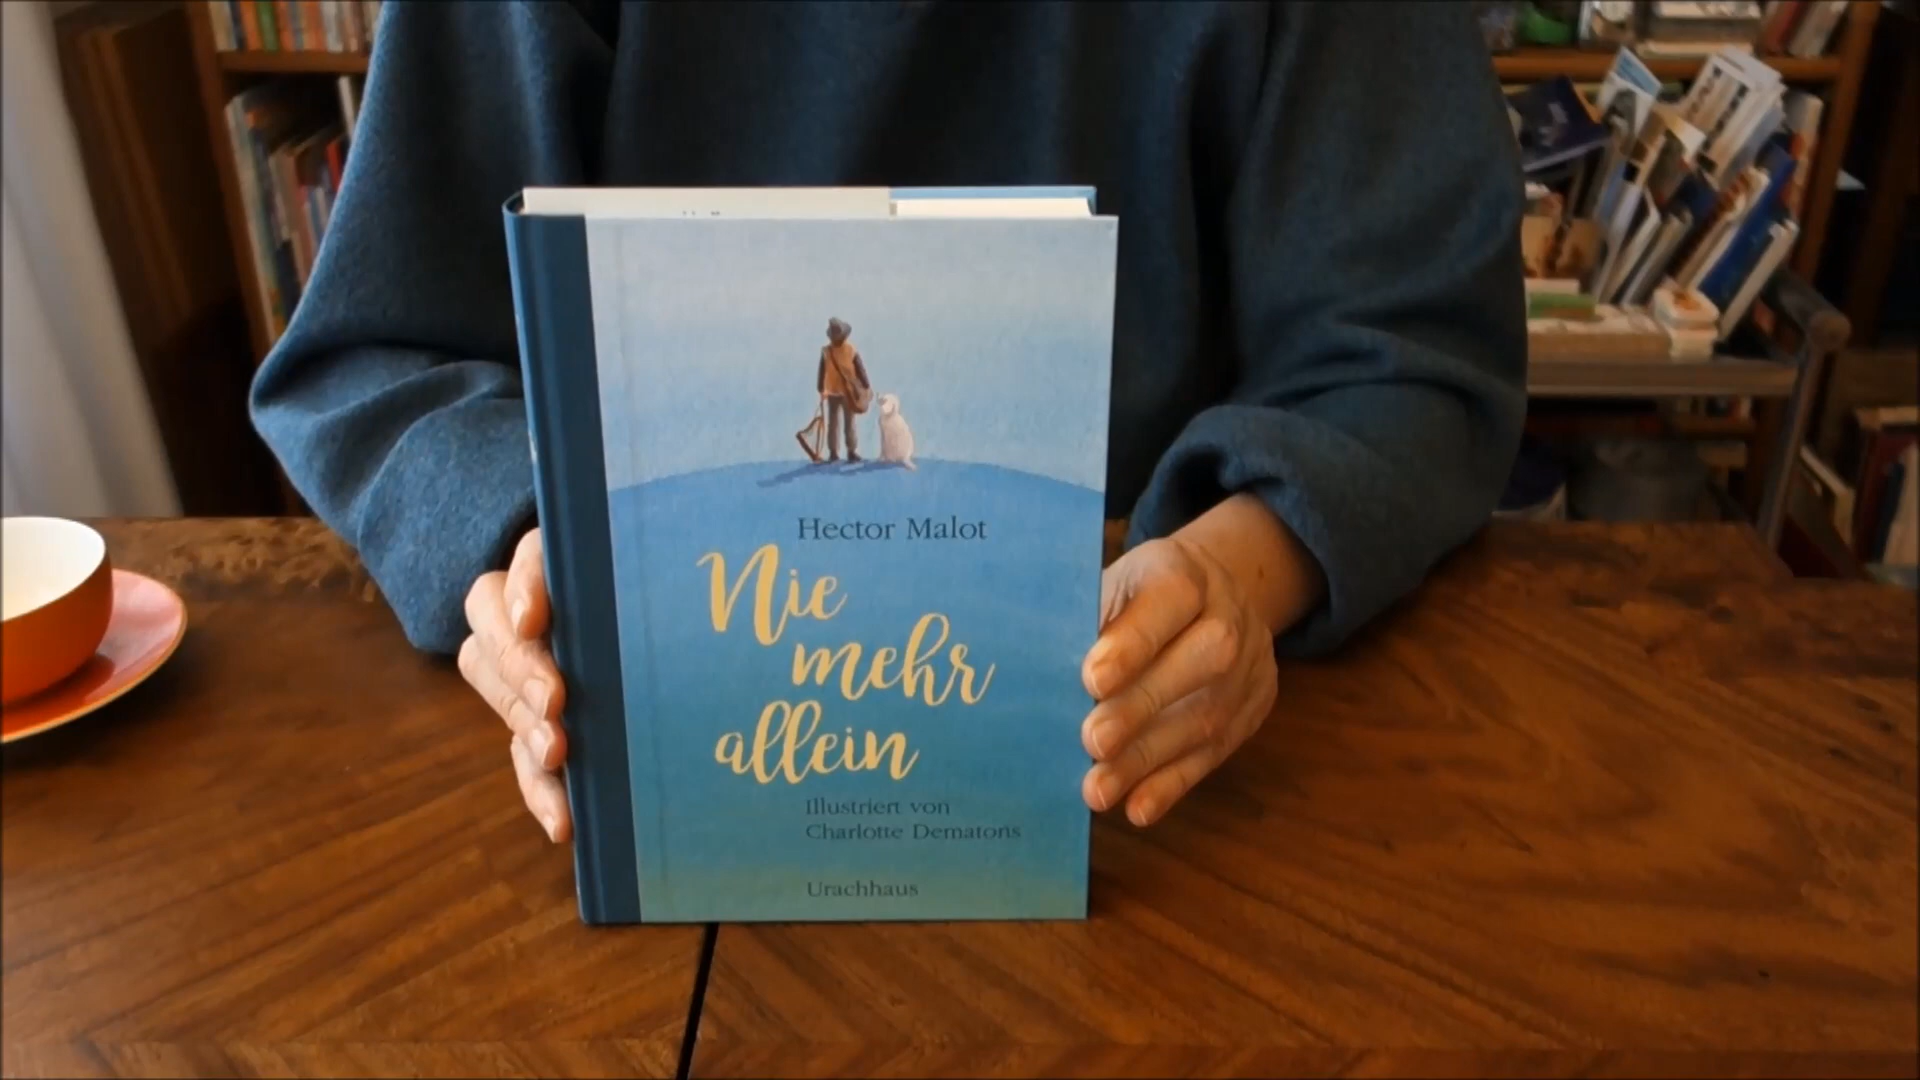 Hector Malot
Nie
mehr
allein
Illustriert von
Charlotte Dematons
Urachhaus